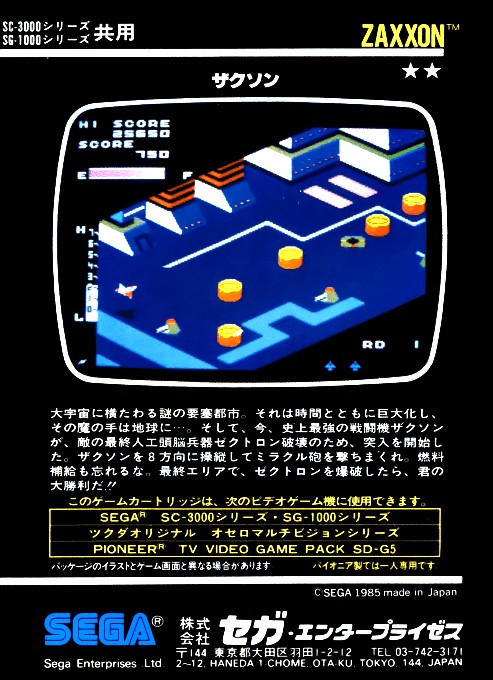 SC-3000シリーズ
SG-1000シリーズ 共用
ZAXXON™
★★
ザクソン
HI SCORE
25650
SCORE
750
E F
H
L
RD 1
大宇宙に横たわる謎の要塞都市。それは時間とともに巨大化し、
その魔の手は地球に…。そして、今、史上最強の戦闘機ザクソン
が、敵の最終人工頭脳兵器ゼクトロン破壊のため、突入を開始し
た。ザクソンを8方向に操縦してミラクル砲を撃ちまくれ。燃料
補給も忘れるな。最終エリアで、ゼクトロンを爆破したら、君の
大勝利だ!!
このゲームカートリッジは、次のビデオゲーム機に使用できます。
SEGA® SC-3000シリーズ・SG-1000シリーズ
ツクダオリジナル オセロマルチビジョンシリーズ
PIONEER® TV VIDEO GAME PACK SD-G5
パッケージのイラストとゲーム画面と異なる場合があります パイオニア製では一人専用です
©SEGA 1985 made in Japan
SEGA®
株式会社 セガ・エンタープライゼス
〒144 東京都大田区羽田1-2-12 TEL 03-742-3171
Sega Enterprises Ltd. 2~12, HANEDA 1-CHOME, OTA-KU, TOKYO, 144, JAPAN